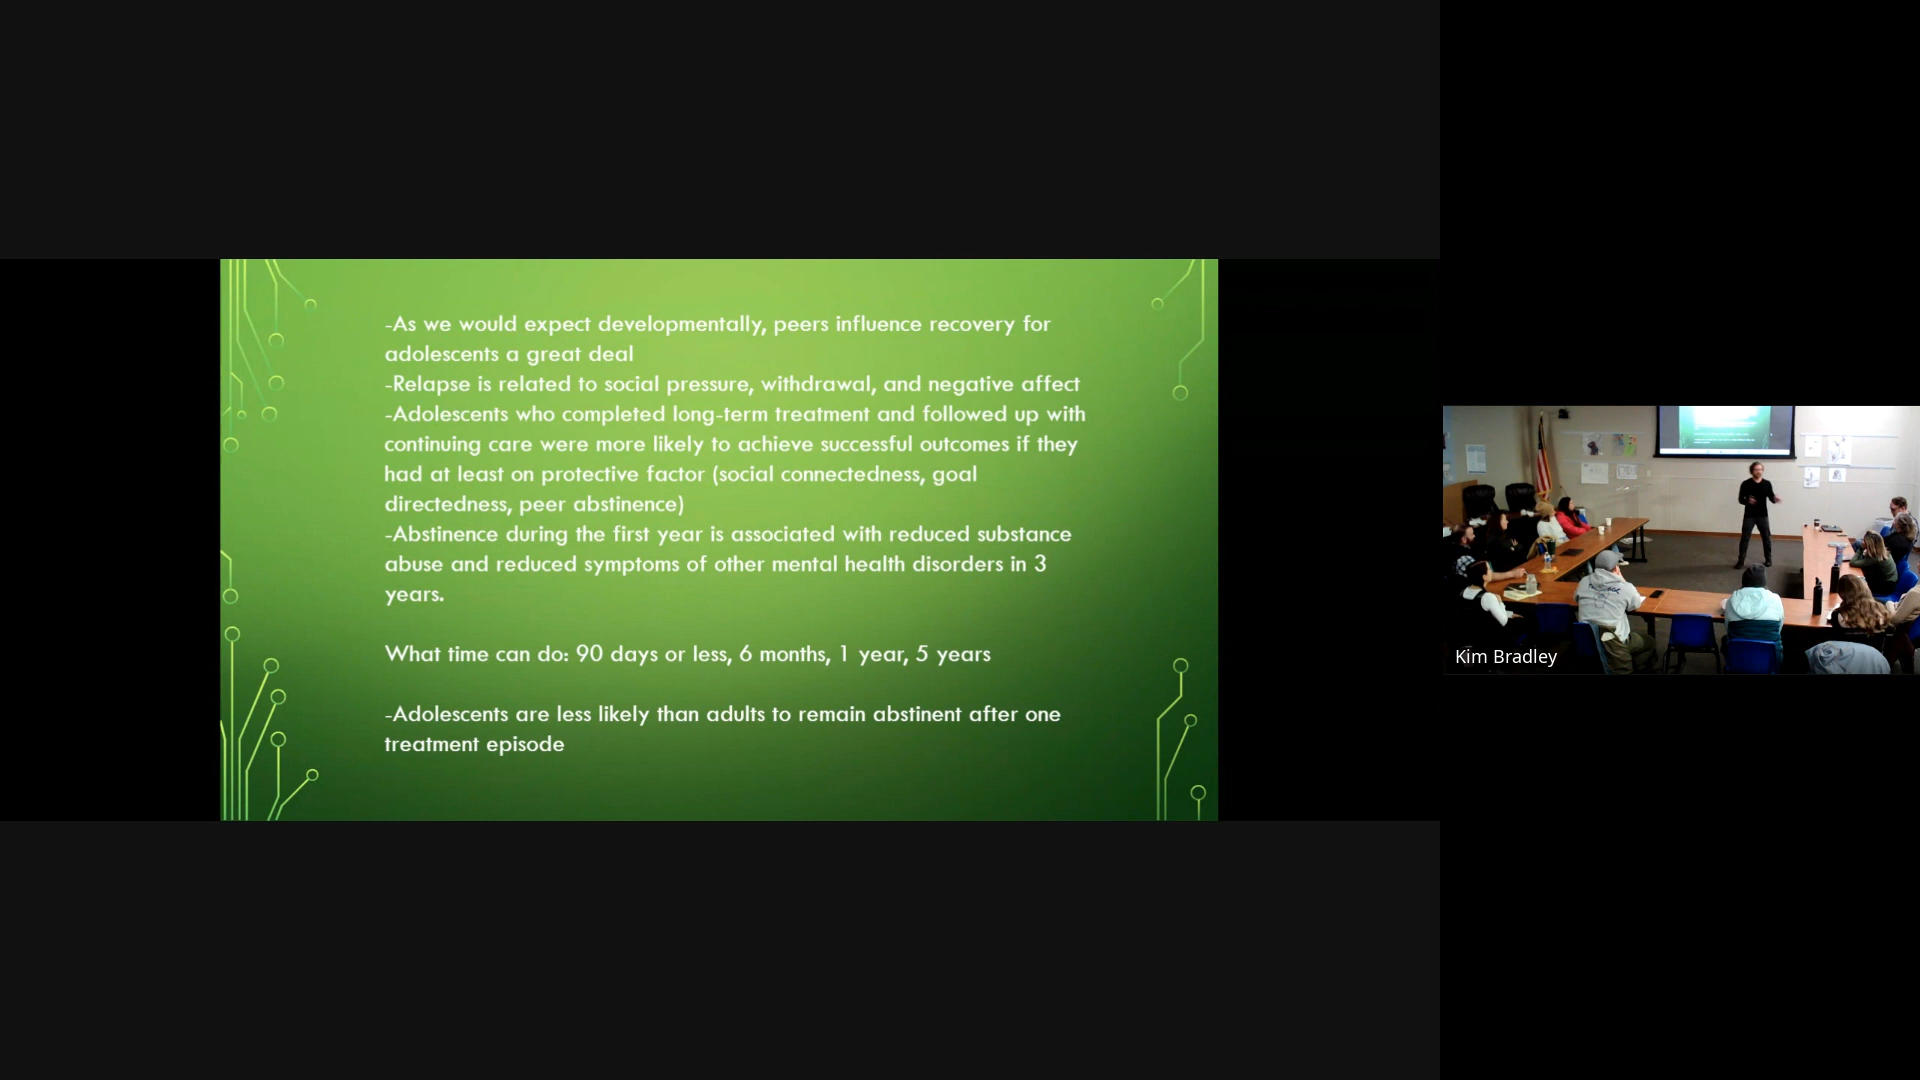 -As we would expect developmentally, peers influence recovery for
adolescents a great deal
-Relapse is related to social pressure, withdrawal, and negative affect
-Adolescents who completed long-term treatment and followed up with
continuing care were more likely to achieve successful outcomes if they
had at least on protective factor (social connectedness, goal
directedness, peer abstinence)
-Abstinence during the first year is associated with reduced substance
abuse and reduced symptoms of other mental health disorders in 3
years.
What time can do: 90 days or less, 6 months, 1 year, 5 years
-Adolescents are less likely than adults to remain abstinent after one
treatment episode
Kim Bradley